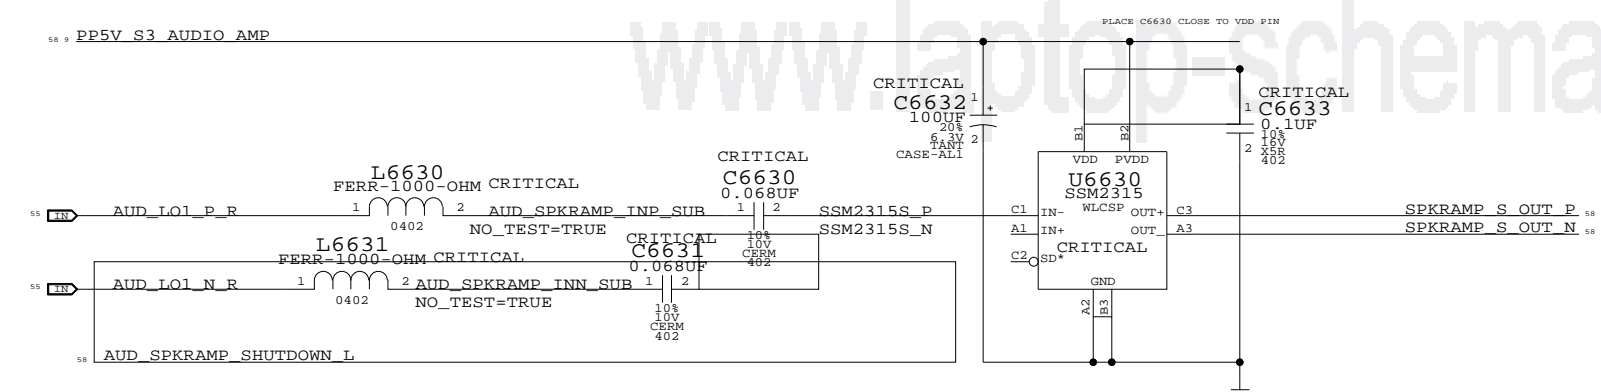 www.laptop-schema
PLACE C6630 CLOSE TO VDD PIN
58 9 PP5V_S3_AUDIO_AMP
CRITICAL
C6632
100UF
20%
6.3V
TANT
CASE-AL1
1
+
2
CRITICAL
C6633
0.1UF
10%
16V
X5R
402
1
2
B1
B2
VDD PVDD
U6630
SSM2315
WLCSP
CRITICAL
C1 IN-
A1 IN+
C2 SD*
OUT+ C3
OUT_ A3
GND
A2
B3
L6630
FERR-1000-OHM CRITICAL
1 2
0402
CRITICAL
C6630
0.068UF
1 2
10%
10V
CERM
402
55 IN AUD_LO1_P_R
AUD_SPKRAMP_INP_SUB
NO_TEST=TRUE
SSM2315S_P
SSM2315S_N
SPKRAMP_S_OUT_P 58
SPKRAMP_S_OUT_N 58
L6631
FERR-1000-OHM CRITICAL
1 2
0402
CRITICAL
C6631
0.068UF
1 2
10%
10V
CERM
402
55 IN AUD_LO1_N_R
AUD_SPKRAMP_INN_SUB
NO_TEST=TRUE
58 AUD_SPKRAMP_SHUTDOWN_L